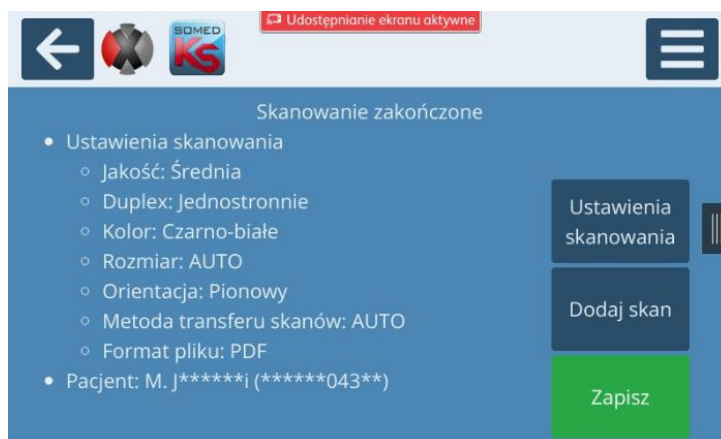 Udostępnianie ekranu aktywne
SOMED
KS
Skanowanie zakończone
Ustawienia skanowania
Jakość: Średnia
Duplex: Jednostronnie
Kolor: Czarno-białe
Rozmiar: AUTO
Orientacja: Pionowy
Metoda transferu skanów: AUTO
Format pliku: PDF
Pacjent: M. J******i (******043**)
Ustawienia
skanowania
Dodaj skan
Zapisz